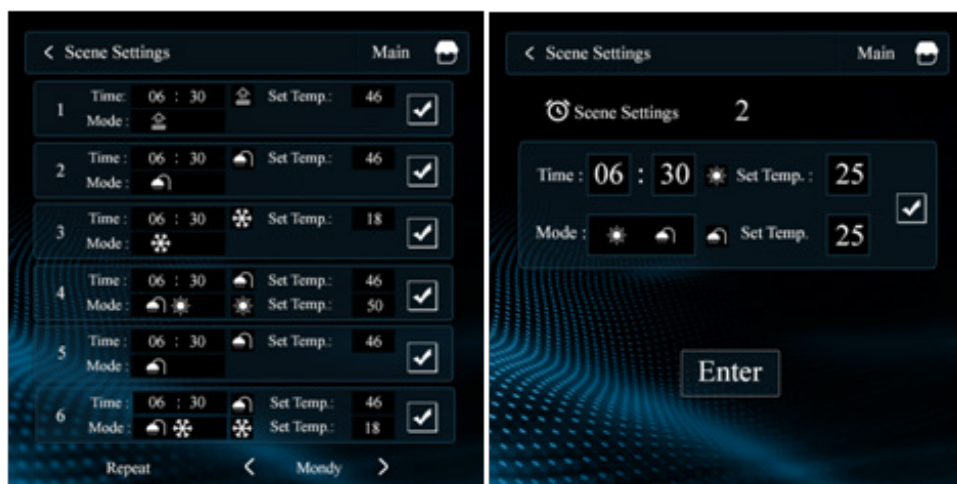 Scene Settings Main
1 Time: 06 : 30 Set Temp.: 46
Mode :
2 Time : 06 : 30 Set Temp.: 46
Mode :
3 Time : 06 : 30 Set Temp.: 18
Mode :
4 Time : 06 : 30 Set Temp.: 46
Mode : Set Temp.: 50
5 Time : 06 : 30 Set Temp.: 46
Mode :
6 Time : 06 : 30 Set Temp.: 46
Mode : Set Temp.: 18
Repeat < Mondy >
Scene Settings Main
Scene Settings 2
Time : 06 : 30 Set Temp. : 25
Mode : Set Temp. 25
Enter